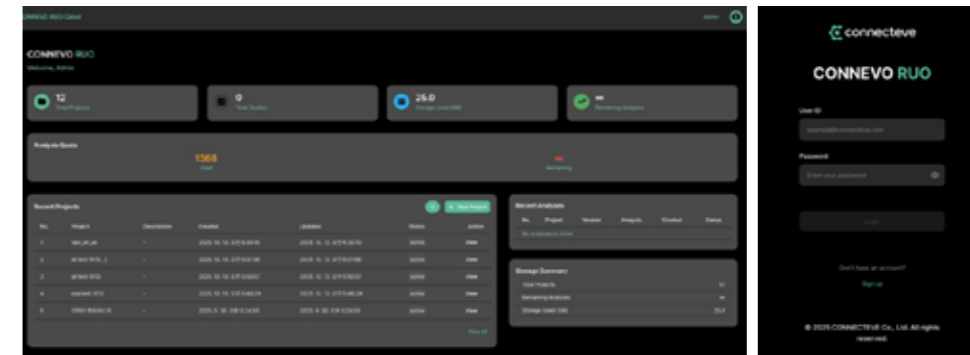 CONNEVO RUO Cloud
Admin
CONNEVO RUO
Welcome, Admin
12
Total Projects
0
Total Studies
25.0
Storage Used (GB)
∞
Remaining Analysis
Analysis Quota
1568
Used
∞
Remaining
Recent Projects
+ New Project
No. Project Description Created Updated Status Action
1 - active View
2 - active View
3 - active View
4 - active View
5 - active View
View All
Recent Analyses
No. Project Version Analysis Created Status
No analyses to show
Storage Summary
Total Projects 12
Remaining Analyses ∞
Storage Used (GB) 25.0
connecteve
CONNEVO RUO
User ID
example@connecteve.com
Password
Enter your password
Login
Don't have an account?
Sign up
© 2025 CONNECTEVE Co., Ltd. All rights
reserved.